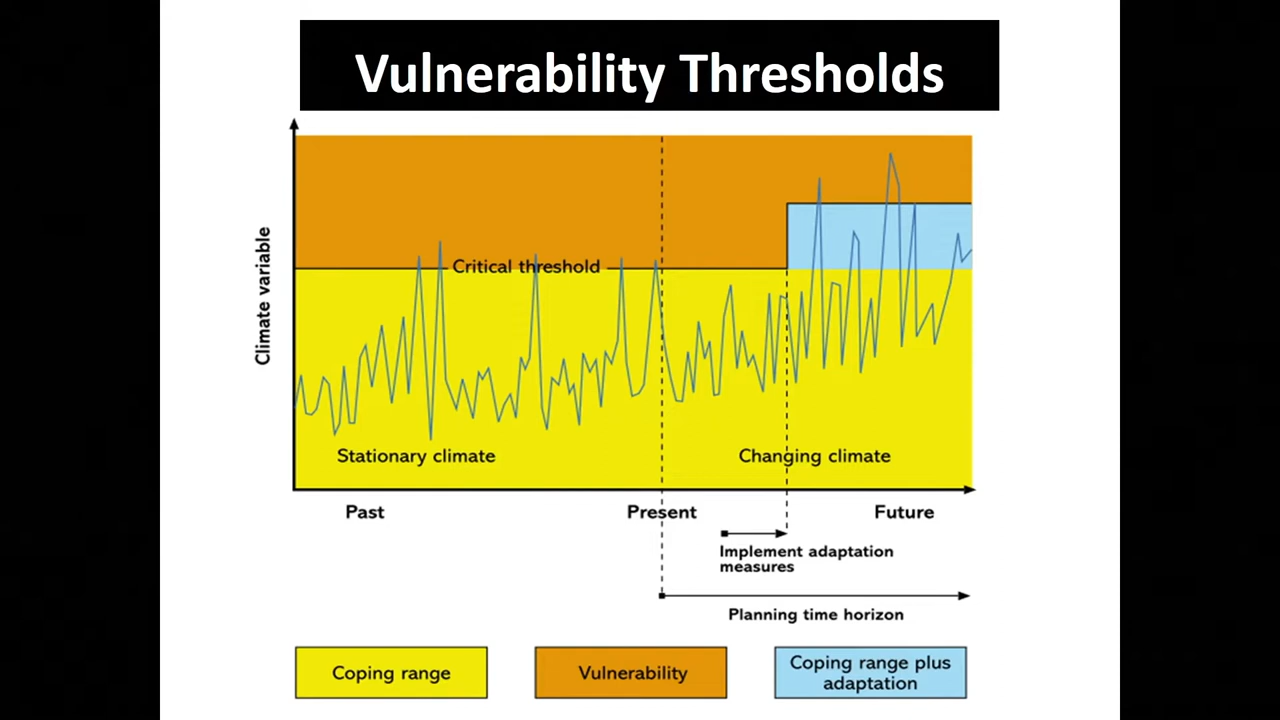 Vulnerability Thresholds
Climate variable
Critical threshold
Stationary climate
Changing climate
Past
Present
Future
Implement adaptation
measures
Planning time horizon
Coping range
Vulnerability
Coping range plus
adaptation